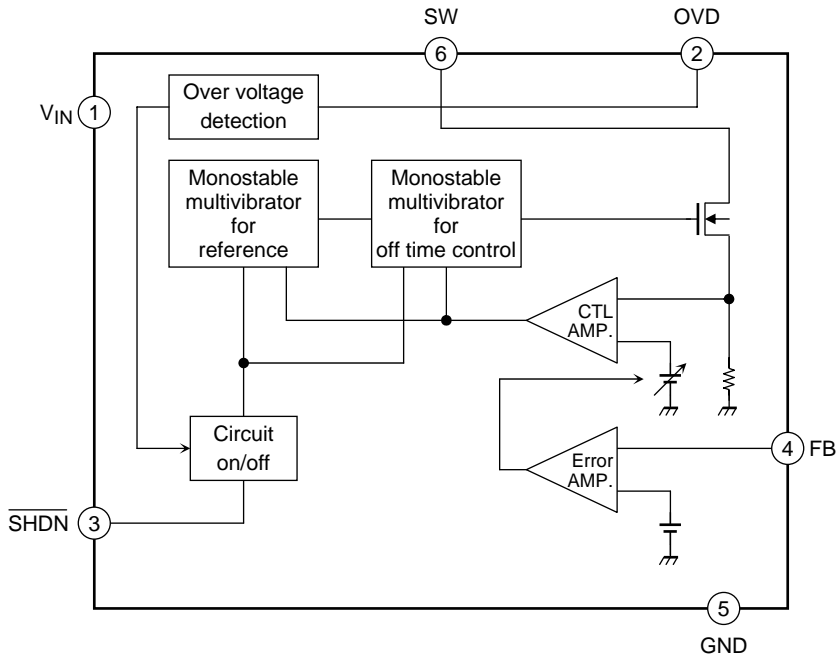 SW
OVD
6
2
Over voltage
detection
VIN
1
Monostable
multivibrator
for
reference
Monostable
multivibrator
for
off time control
CTL
AMP.
Circuit
on/off
Error
AMP.
4
FB
SHDN
3
5
GND